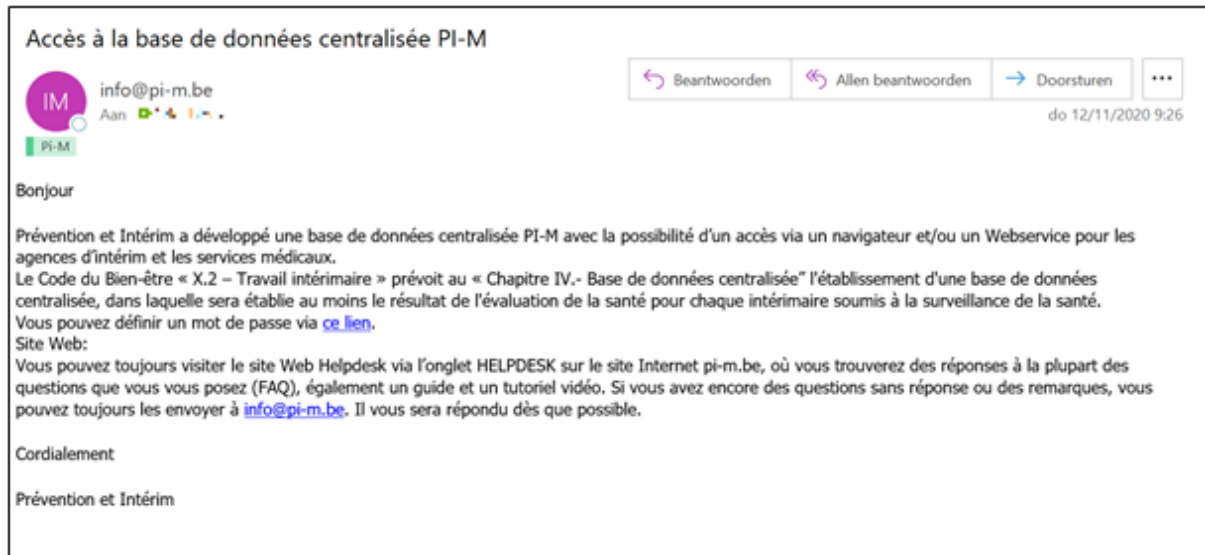 Accès à la base de données centralisée PI-M
IM
info@pi-m.be
Aan
Beantwoorden
Allen beantwoorden
Doorsturen
...
do 12/11/2020 9:26
Pi-M
Bonjour
Prévention et Intérim a développé une base de données centralisée PI-M avec la possibilité d'un accès via un navigateur et/ou un Webservice pour les
agences d'intérim et les services médicaux.
Le Code du Bien-être « X.2 – Travail intérimaire » prévoit au « Chapitre IV.- Base de données centralisée” l'établissement d'une base de données
centralisée, dans laquelle sera établie au moins le résultat de l'évaluation de la santé pour chaque intérimaire soumis à la surveillance de la santé.
Vous pouvez définir un mot de passe via ce lien.
Site Web:
Vous pouvez toujours visiter le site Web Helpdesk via l'onglet HELPDESK sur le site Internet pi-m.be, où vous trouverez des réponses à la plupart des
questions que vous vous posez (FAQ), également un guide et un tutoriel vidéo. Si vous avez encore des questions sans réponse ou des remarques, vous
pouvez toujours les envoyer à info@pi-m.be. Il vous sera répondu dès que possible.
Cordialement
Prévention et Intérim